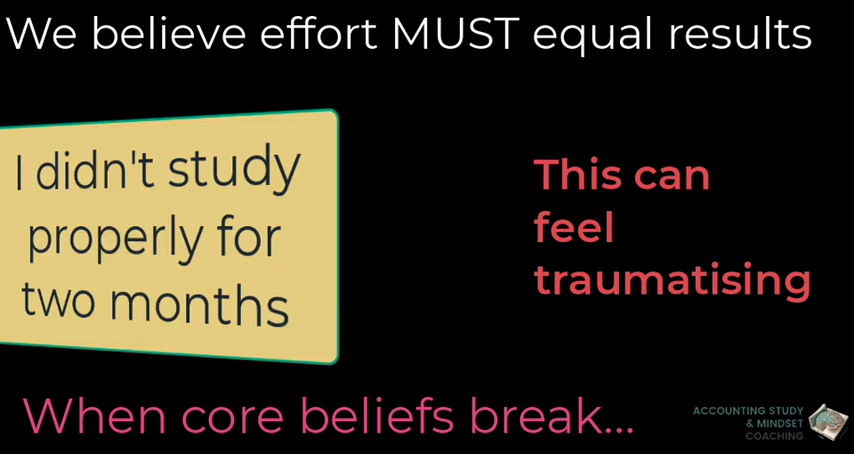 We believe effort MUST equal results
I didn't study
properly for
two months
This can
feel
traumatising
When core beliefs break...
ACCOUNTING STUDY
& MINDSET
COACHING